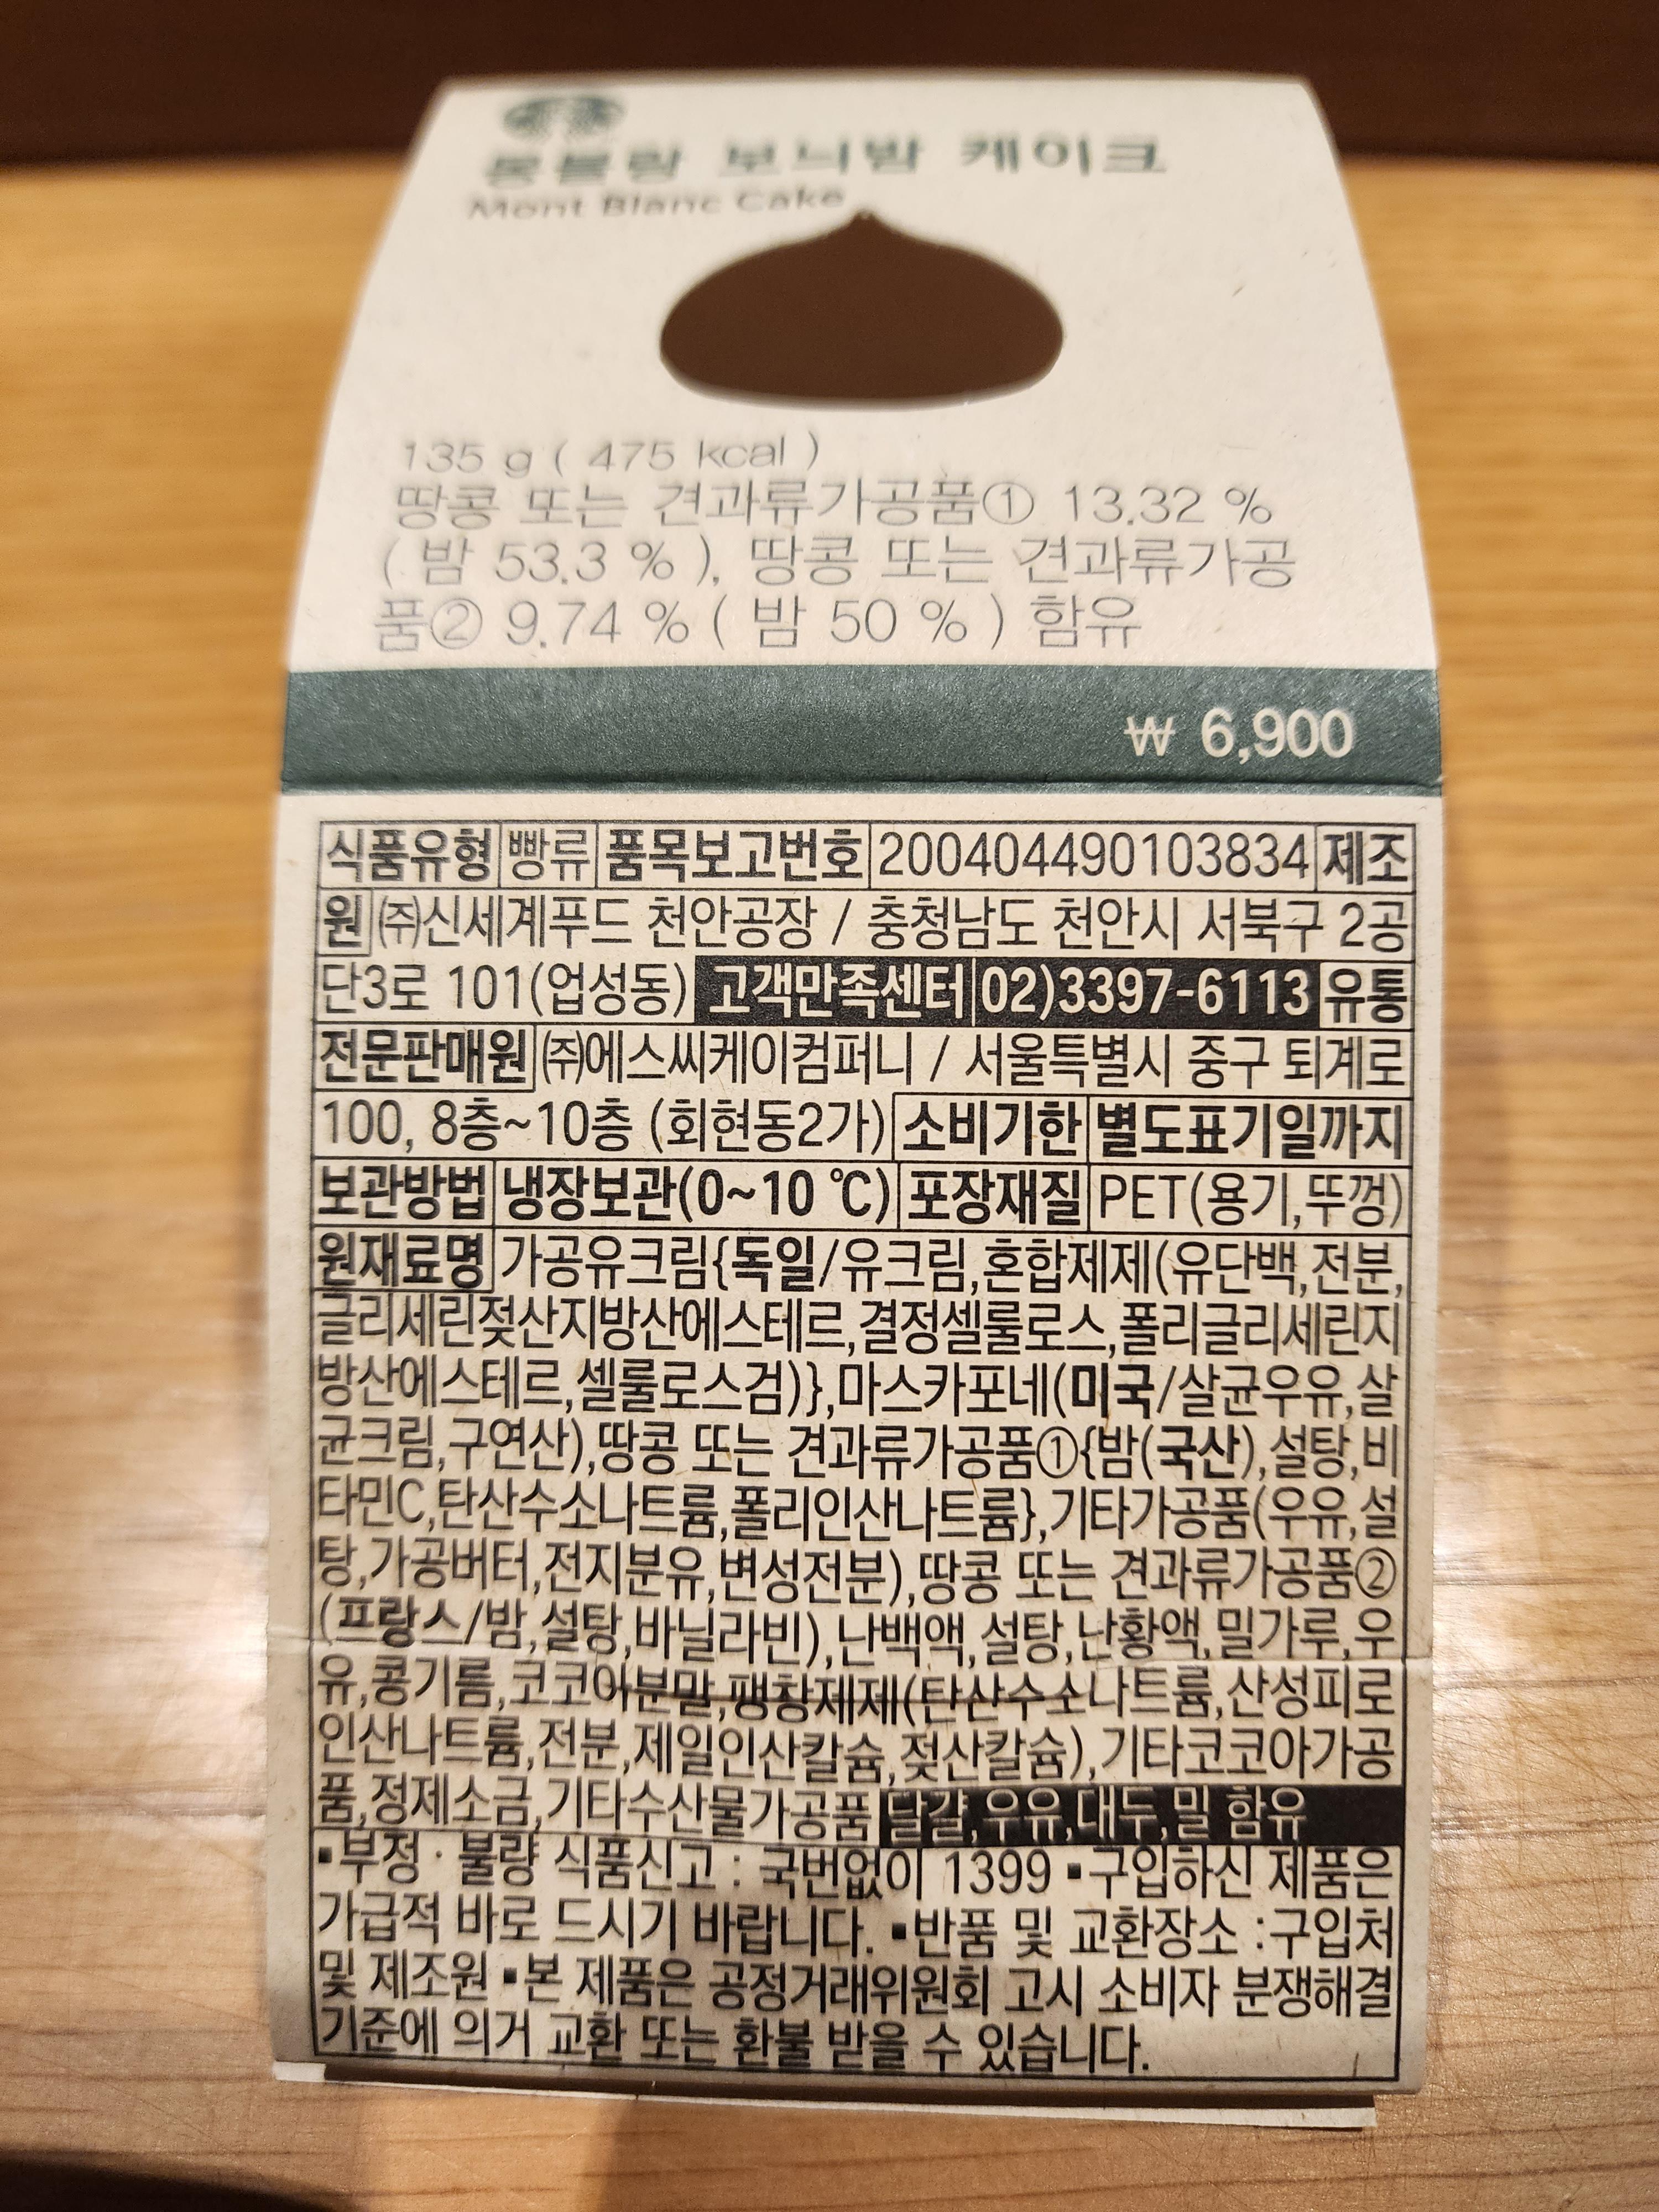 몽블랑 보늬밤 케이크
Mont Blanc Cake
135 g ( 475 kcal )
땅콩 또는 견과류가공품① 13.32 %
( 밤 53.3 % ), 땅콩 또는 견과류가공
품② 9.74 % ( 밤 50 % ) 함유
₩ 6,900
식품유형 빵류 품목보고번호 200404490103834 제조
원 ㈜신세계푸드 천안공장 / 충청남도 천안시 서북구 2공
단3로 101(업성동) 고객만족센터 02)3397-6113 유통
전문판매원 ㈜에스씨케이컴퍼니 / 서울특별시 중구 퇴계로
100, 8층~10층 (회현동2가) 소비기한 별도표기일까지
보관방법 냉장보관(0~10 ℃) 포장재질 PET(용기,뚜껑)
원재료명 가공유크림{독일/유크림,혼합제제(유단백,전분,
글리세린젖산지방산에스테르,결정셀룰로스,폴리글리세린지
방산에스테르,셀룰로스검)},마스카포네(미국/살균우유,살
균크림,구연산),땅콩 또는 견과류가공품①{밤(국산),설탕,비
타민C,탄산수소나트륨,폴리인산나트륨},기타가공품(우유,설
탕,가공버터,전지분유,변성전분),땅콩 또는 견과류가공품②
(프랑스/밤,설탕,바닐라빈),난백액,설탕,난황액,밀가루,우
유,콩기름,코코아분말,팽창제제(탄산수소나트륨,산성피로
인산나트륨,전분,제일인산칼슘,젖산칼슘),기타코코아가공
품,정제소금,기타수산물가공품 달걀,우유,대두,밀 함유
▪부정 · 불량 식품신고 : 국번없이 1399 ▪구입하신 제품은
가급적 바로 드시기 바랍니다. ▪반품 및 교환장소 :구입처
및 제조원 ▪본 제품은 공정거래위원회 고시 소비자 분쟁해결
기준에 의거 교환 또는 환불 받을 수 있습니다.